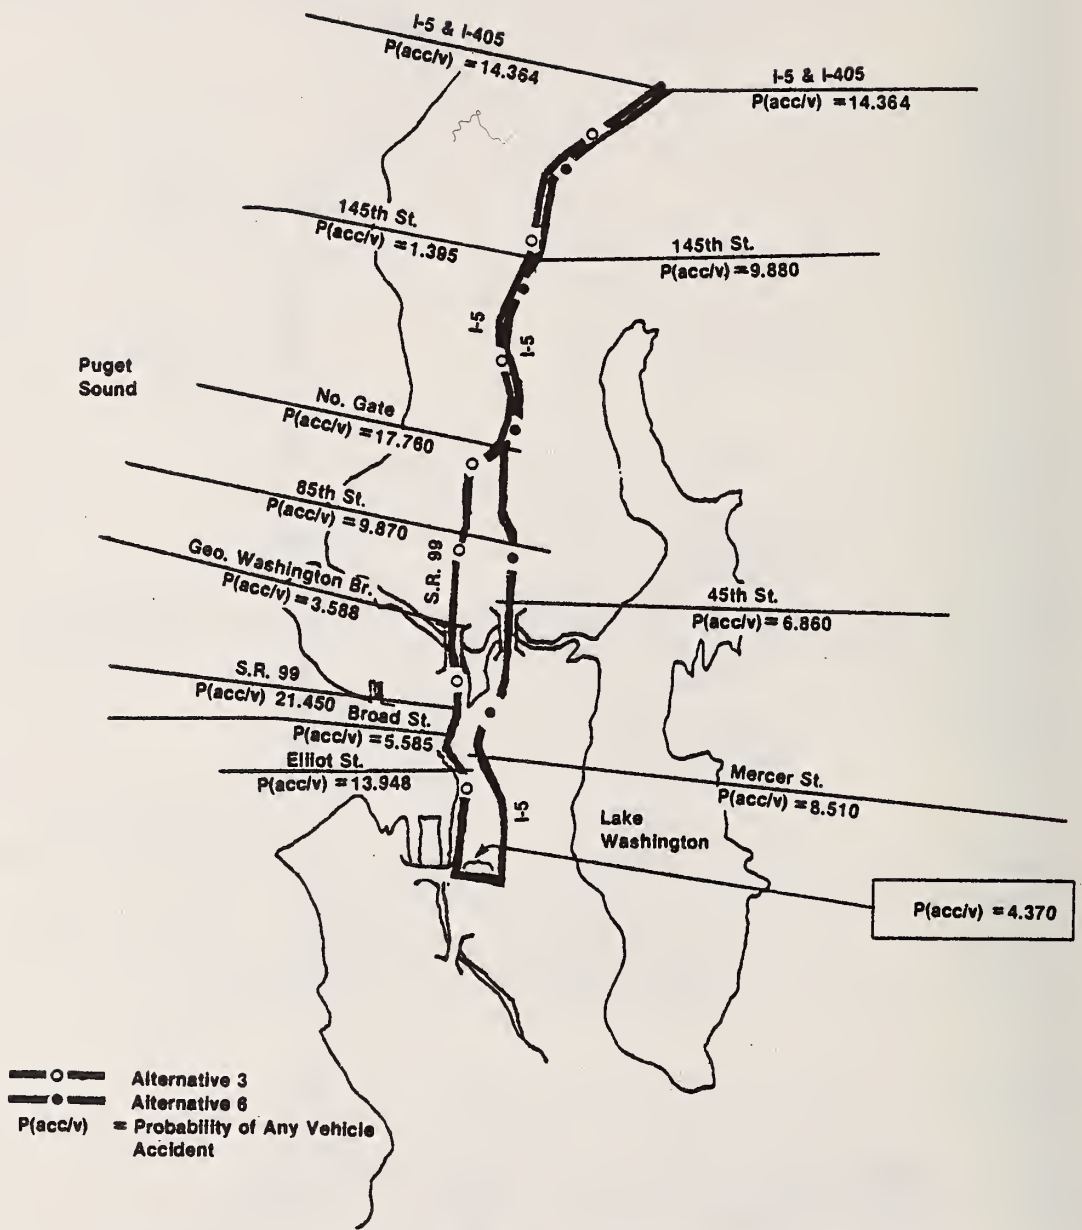 I-5 & I-405
P(acc/v) =14.364
I-5 & I-405
P(acc/v) =14.364
145th St.
P(acc/v) =1.395
145th St.
P(acc/v) =9.880
I-5
I-5
Puget
Sound
No. Gate
P(acc/v) =17.760
85th St.
P(acc/v) =9.870
S.R. 99
Geo. Washington Br.
P(acc/v) =3.588
45th St.
P(acc/v) =6.860
S.R. 99
P(acc/v) 21.450
Broad St.
P(acc/v) =5.585
Elliot St.
P(acc/v) =13.948
Mercer St.
P(acc/v) =8.510
I-5
Lake
Washington
P(acc/v) =4.370
Alternative 3
Alternative 6
P(acc/v) = Probability of Any Vehicle
Accident